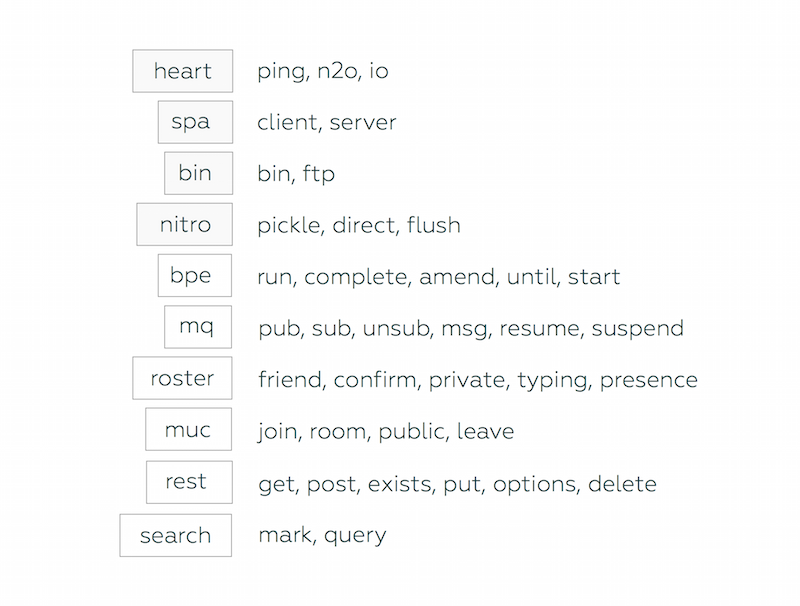 heart ping, n2o, io
spa client, server
bin bin, ftp
nitro pickle, direct, flush
bpe run, complete, amend, until, start
mq pub, sub, unsub, msg, resume, suspend
roster friend, confirm, private, typing, presence
muc join, room, public, leave
rest get, post, exists, put, options, delete
search mark, query